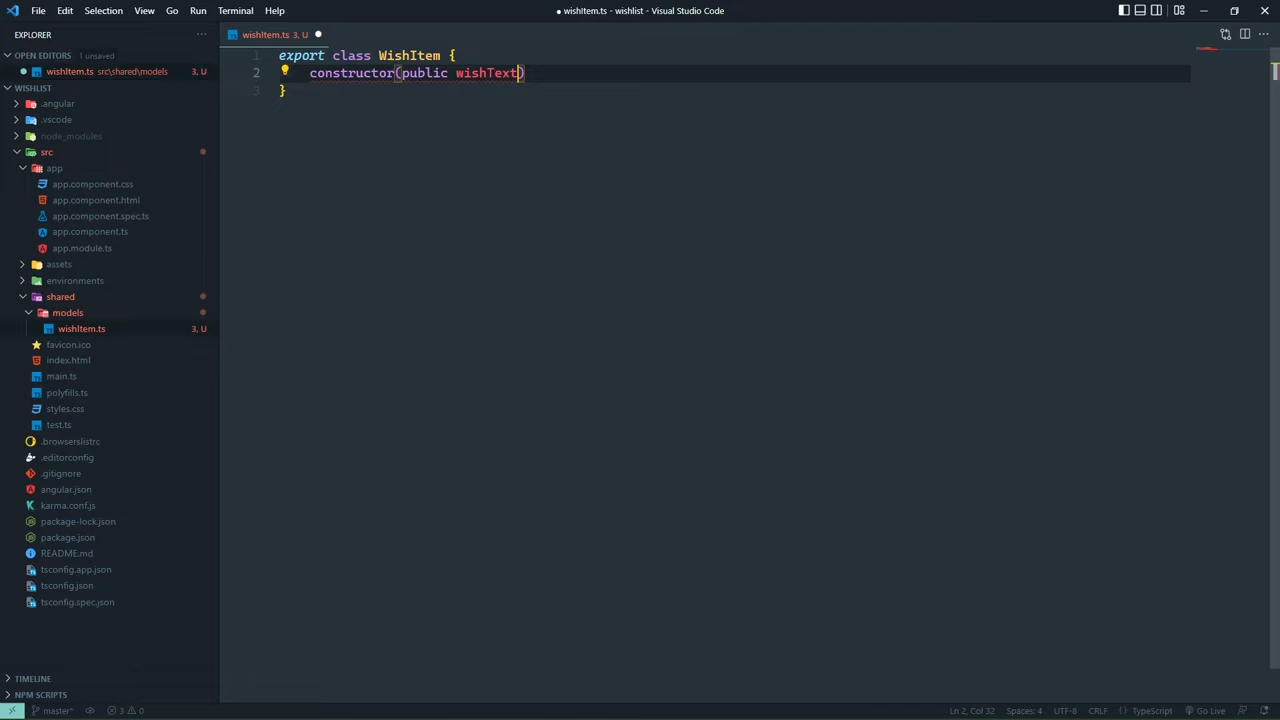 File Edit Selection View Go Run Terminal Help
● wishItem.ts - wishlist - Visual Studio Code
EXPLORER
OPEN EDITORS 1 unsaved
wishItem.ts src\shared\models 3, U
WISHLIST
.angular
.vscode
node_modules
src
app
app.component.css
app.component.html
app.component.spec.ts
app.component.ts
app.module.ts
assets
environments
shared
models
wishItem.ts 3, U
favicon.ico
index.html
main.ts
polyfills.ts
styles.css
test.ts
.browserslistrc
.editorconfig
.gitignore
angular.json
karma.conf.js
package-lock.json
package.json
README.md
tsconfig.app.json
tsconfig.json
tsconfig.spec.json
TIMELINE
NPM SCRIPTS
wishItem.ts 3, U
1 export class WishItem {
2 constructor(public wishText)
3 }
master* 3 0
Ln 2, Col 32 Spaces: 4 UTF-8 CRLF {} TypeScript Go Live